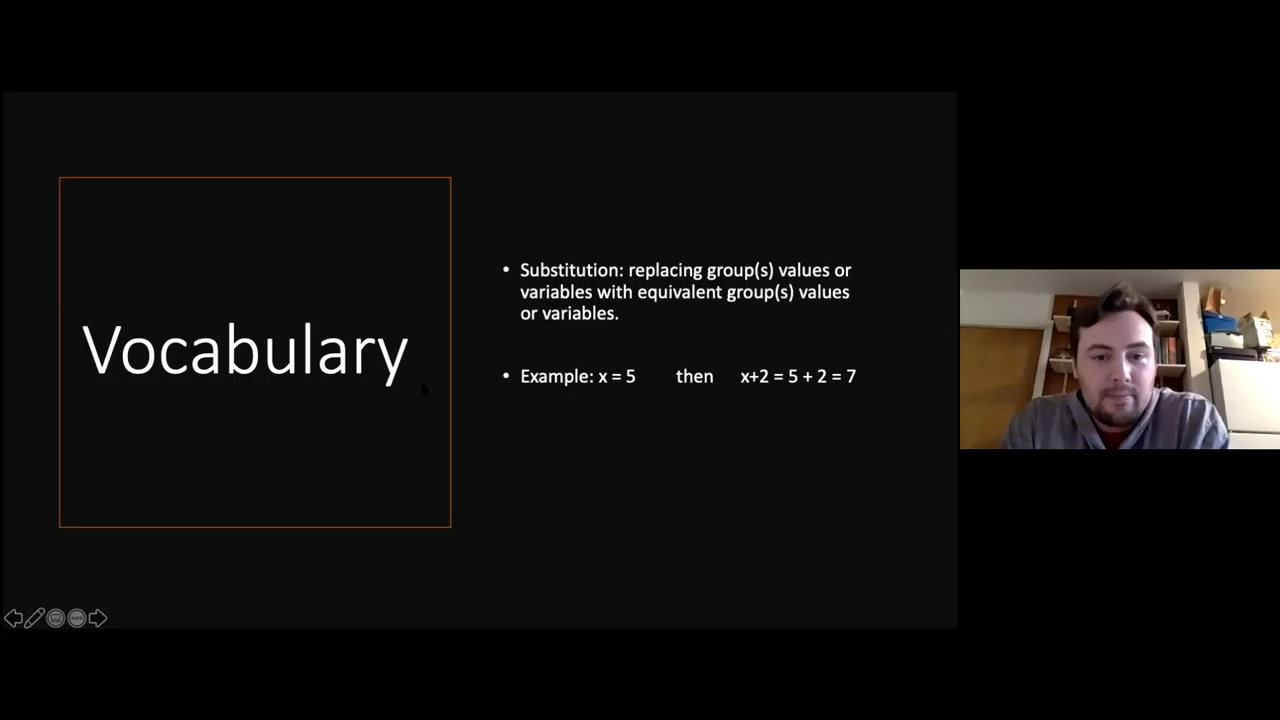 Vocabulary
• Substitution: replacing group(s) values or
variables with equivalent group(s) values
or variables.
• Example: x = 5 then x+2 = 5 + 2 = 7